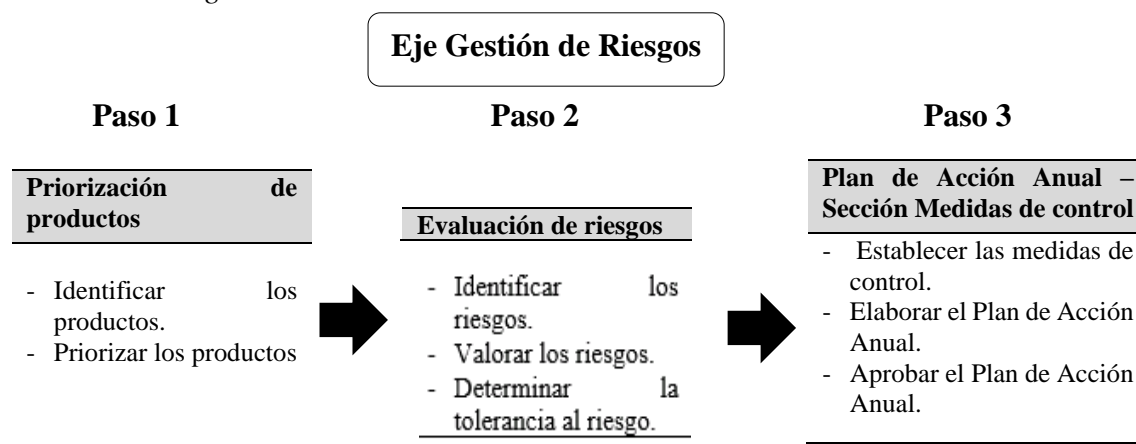 Eje Gestión de Riesgos
Paso 1
Priorización de
productos
- Identificar los
productos.
- Priorizar los productos
Paso 2
Evaluación de riesgos
- Identificar los
riesgos.
- Valorar los riesgos.
- Determinar la
tolerancia al riesgo.
Paso 3
Plan de Acción Anual –
Sección Medidas de control
- Establecer las medidas de
control.
- Elaborar el Plan de Acción
Anual.
- Aprobar el Plan de Acción
Anual.